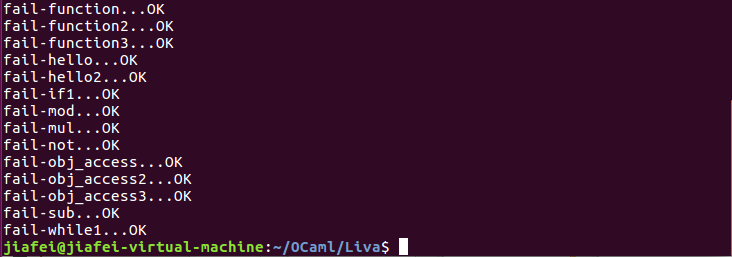 fail-function...OK
fail-function2...OK
fail-function3...OK
fail-hello...OK
fail-hello2...OK
fail-if1...OK
fail-mod...OK
fail-mul...OK
fail-not...OK
fail-obj_access...OK
fail-obj_access2...OK
fail-obj_access3...OK
fail-sub...OK
fail-while1...OK
jiafei@jiafei-virtual-machine:~/OCaml/Liva$